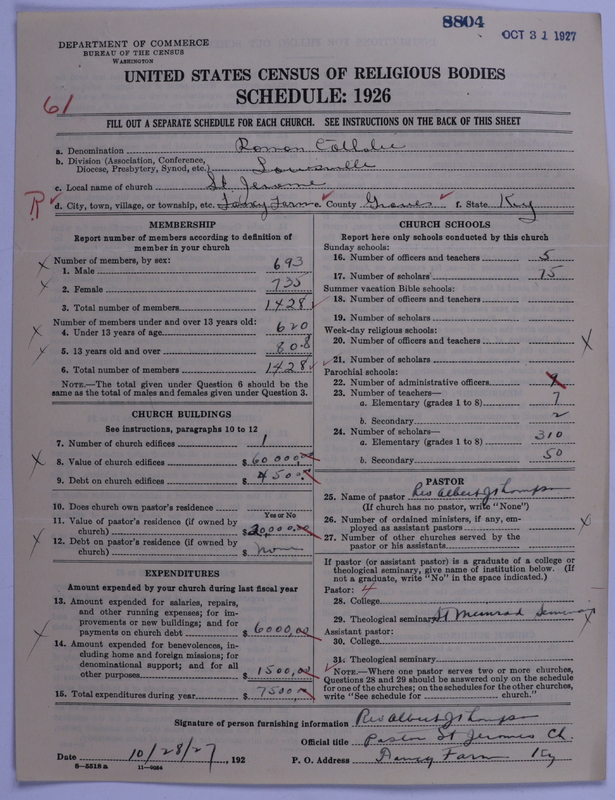 8804
OCT 31 1927
DEPARTMENT OF COMMERCE
BUREAU OF THE CENSUS
WASHINGTON
UNITED STATES CENSUS OF RELIGIOUS BODIES
SCHEDULE: 1926
61
FILL OUT A SEPARATE SCHEDULE FOR EACH CHURCH. SEE INSTRUCTIONS ON THE BACK OF THIS SHEET
a. Denomination Roman Catholic
b. Division (Association, Conference, Diocese, Presbytery, Synod, etc.) Louisville
c. Local name of church St. Jerome
R d. City, town, village, or township, etc. Fancy Farm e. County Graves f. State Ky
MEMBERSHIP
Report number of members according to definition of member in your church
Number of members, by sex:
1. Male 693
2. Female 735
3. Total number of members 1428
Number of members under and over 13 years old:
4. Under 13 years of age 620
5. 13 years old and over 808
6. Total number of members 1428
NOTE.—The total given under Question 6 should be the same as the total of males and females given under Question 3.
CHURCH BUILDINGS
See instructions, paragraphs 10 to 12
7. Number of church edifices 1
8. Value of church edifices $ 60000.00
9. Debt on church edifices $ 4500.
10. Does church own pastor's residence
Yes or No
11. Value of pastor's residence (if owned by church) $ 20,000.00
12. Debt on pastor's residence (if owned by church) $ None
EXPENDITURES
Amount expended by your church during last fiscal year
13. Amount expended for salaries, repairs, and other running expenses; for improvements or new buildings; and for payments on church debt $ 6000,00
14. Amount expended for benevolences, including home and foreign missions; for denominational support; and for all other purposes $ 1500,00
15. Total expenditures during year $ 7500
CHURCH SCHOOLS
Report here only schools conducted by this church
Sunday schools:
16. Number of officers and teachers 5
17. Number of scholars 75
Summer vacation Bible schools:
18. Number of officers and teachers
19. Number of scholars
Week-day religious schools:
20. Number of officers and teachers
21. Number of scholars
Parochial schools:
22. Number of administrative officers
23. Number of teachers—
a. Elementary (grades 1 to 8) 7
b. Secondary 2
24. Number of scholars—
a. Elementary (grades 1 to 8) 310
b. Secondary 50
PASTOR
25. Name of pastor Rev Albert J Thompson
(If church has no pastor, write "None")
26. Number of ordained ministers, if any, employed as assistant pastors
27. Number of other churches served by the pastor or his assistants
If pastor (or assistant pastor) is a graduate of a college or theological seminary, give name of institution below. (If not a graduate, write "No" in the space indicated.)
Pastor: 4
28. College
29. Theological seminary St Meinrad Seminary
Assistant pastor:
30. College
31. Theological seminary
NOTE.—Where one pastor serves two or more churches, Questions 28 and 29 should be answered only on the schedule for one of the churches; on the schedules for the other churches, write "See schedule for ______ church."
Signature of person furnishing information Rev Albert J Thompson
Official title Pastor St Jeromes Ch.
Date 10/28/27, 192 P. O. Address Fancy Farm Ky
8—5518a 11—9084